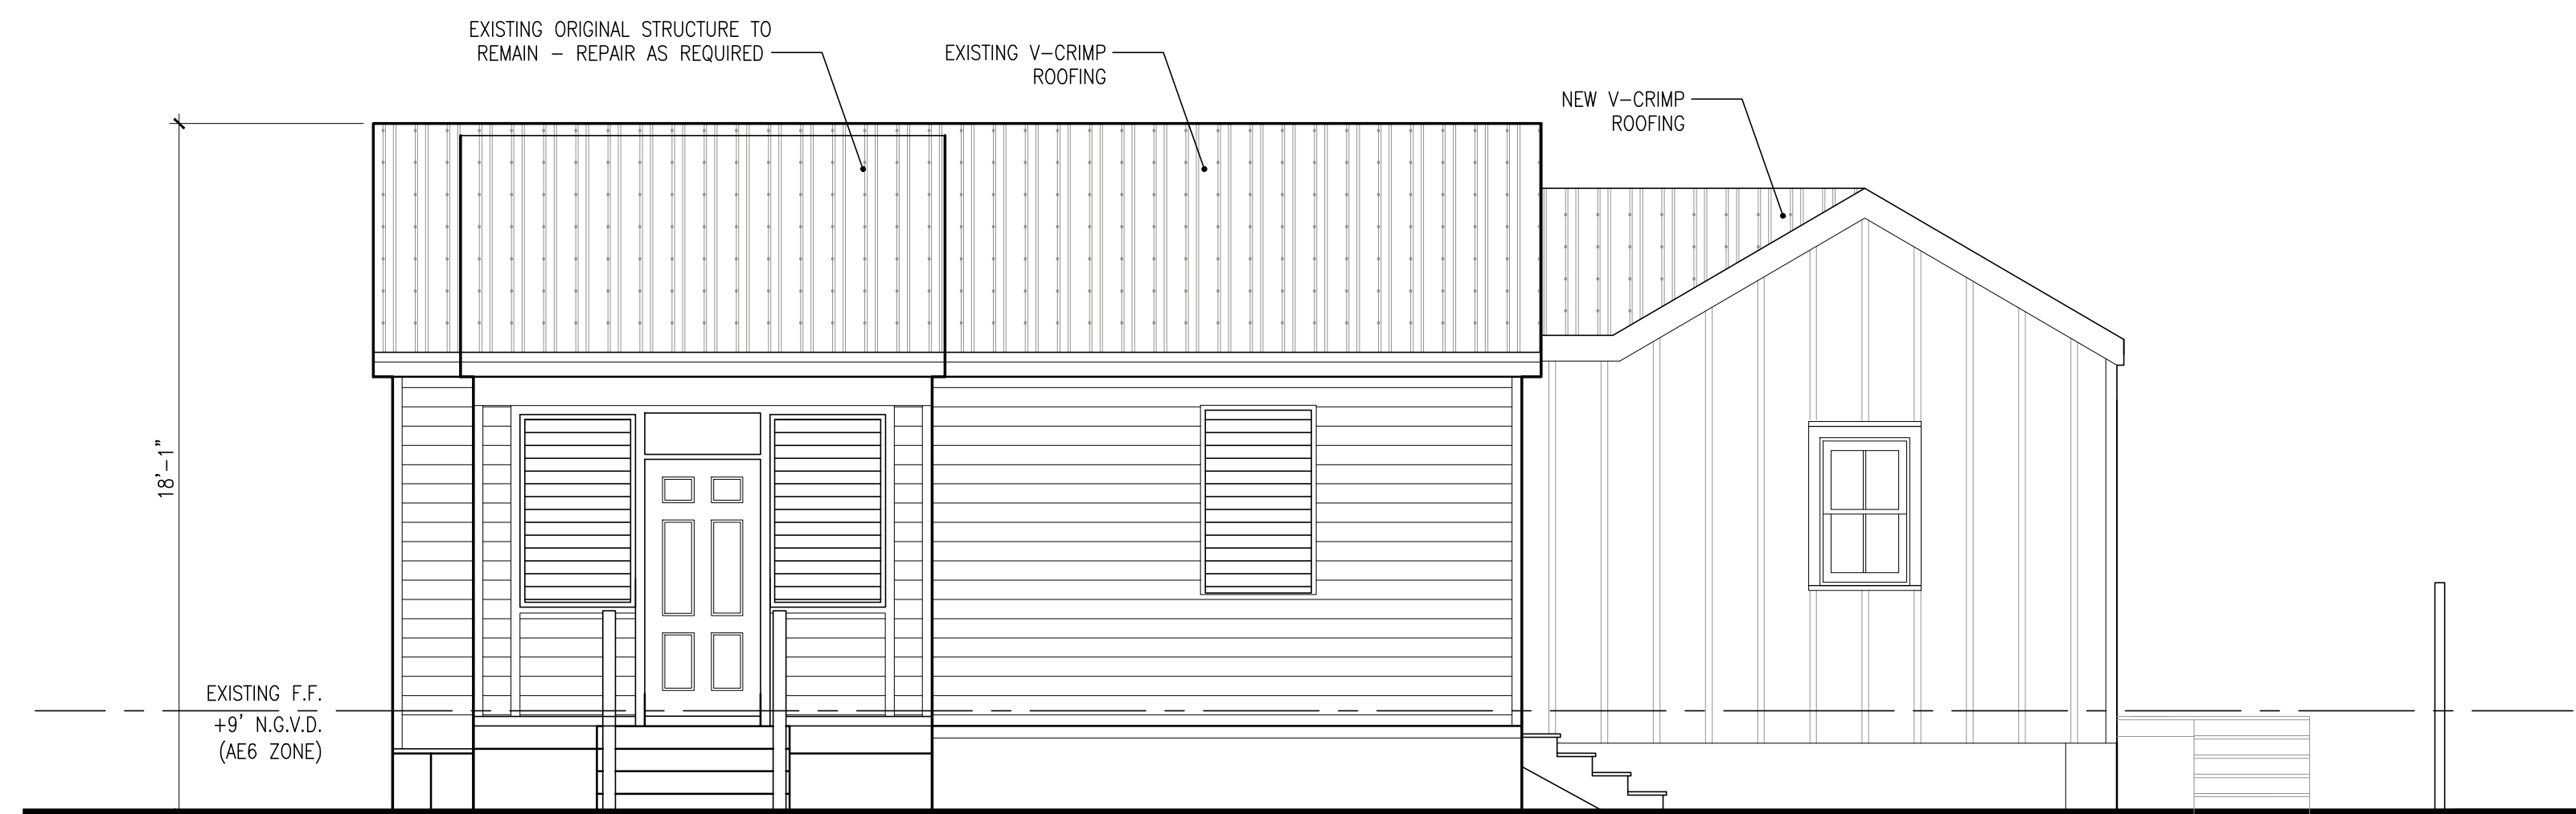 EXISTING ORIGINAL STRUCTURE TO
REMAIN – REPAIR AS REQUIRED
EXISTING V–CRIMP
ROOFING
NEW V–CRIMP
ROOFING
18'–1"
EXISTING F.F.
+9' N.G.V.D.
(AE6 ZONE)